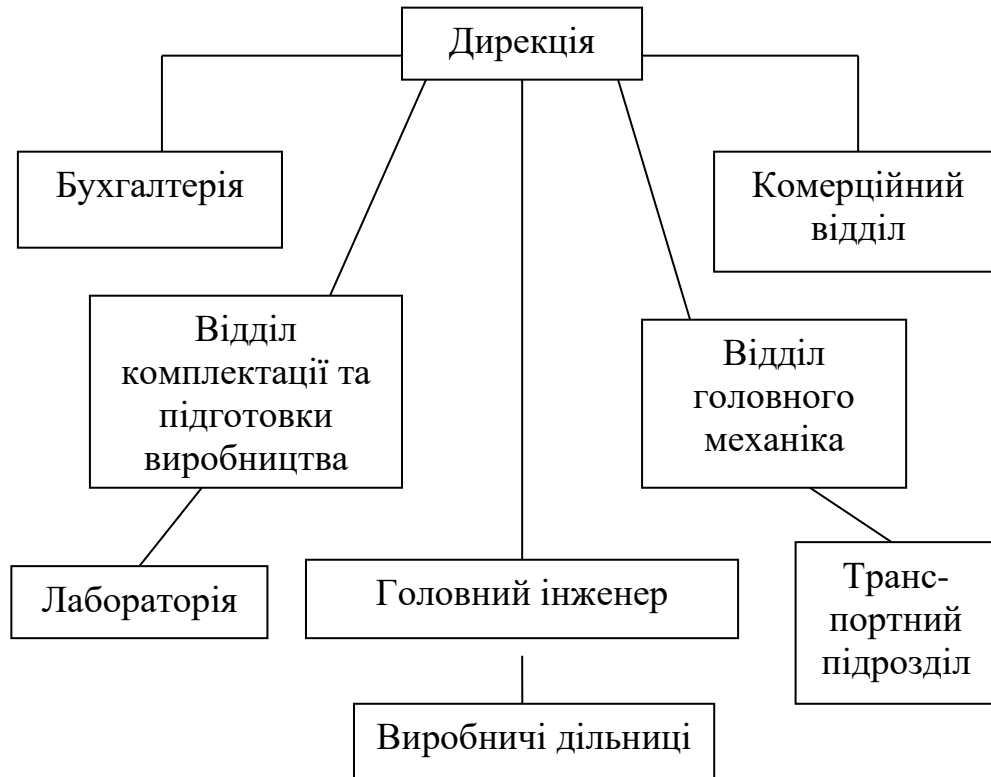 Дирекція
Бухгалтерія
Комерційний
відділ
Відділ
комплектації та
підготовки
виробництва
Відділ
головного
механіка
Лабораторія
Головний інженер
Транс-
портний
підрозділ
Виробничі дільниці